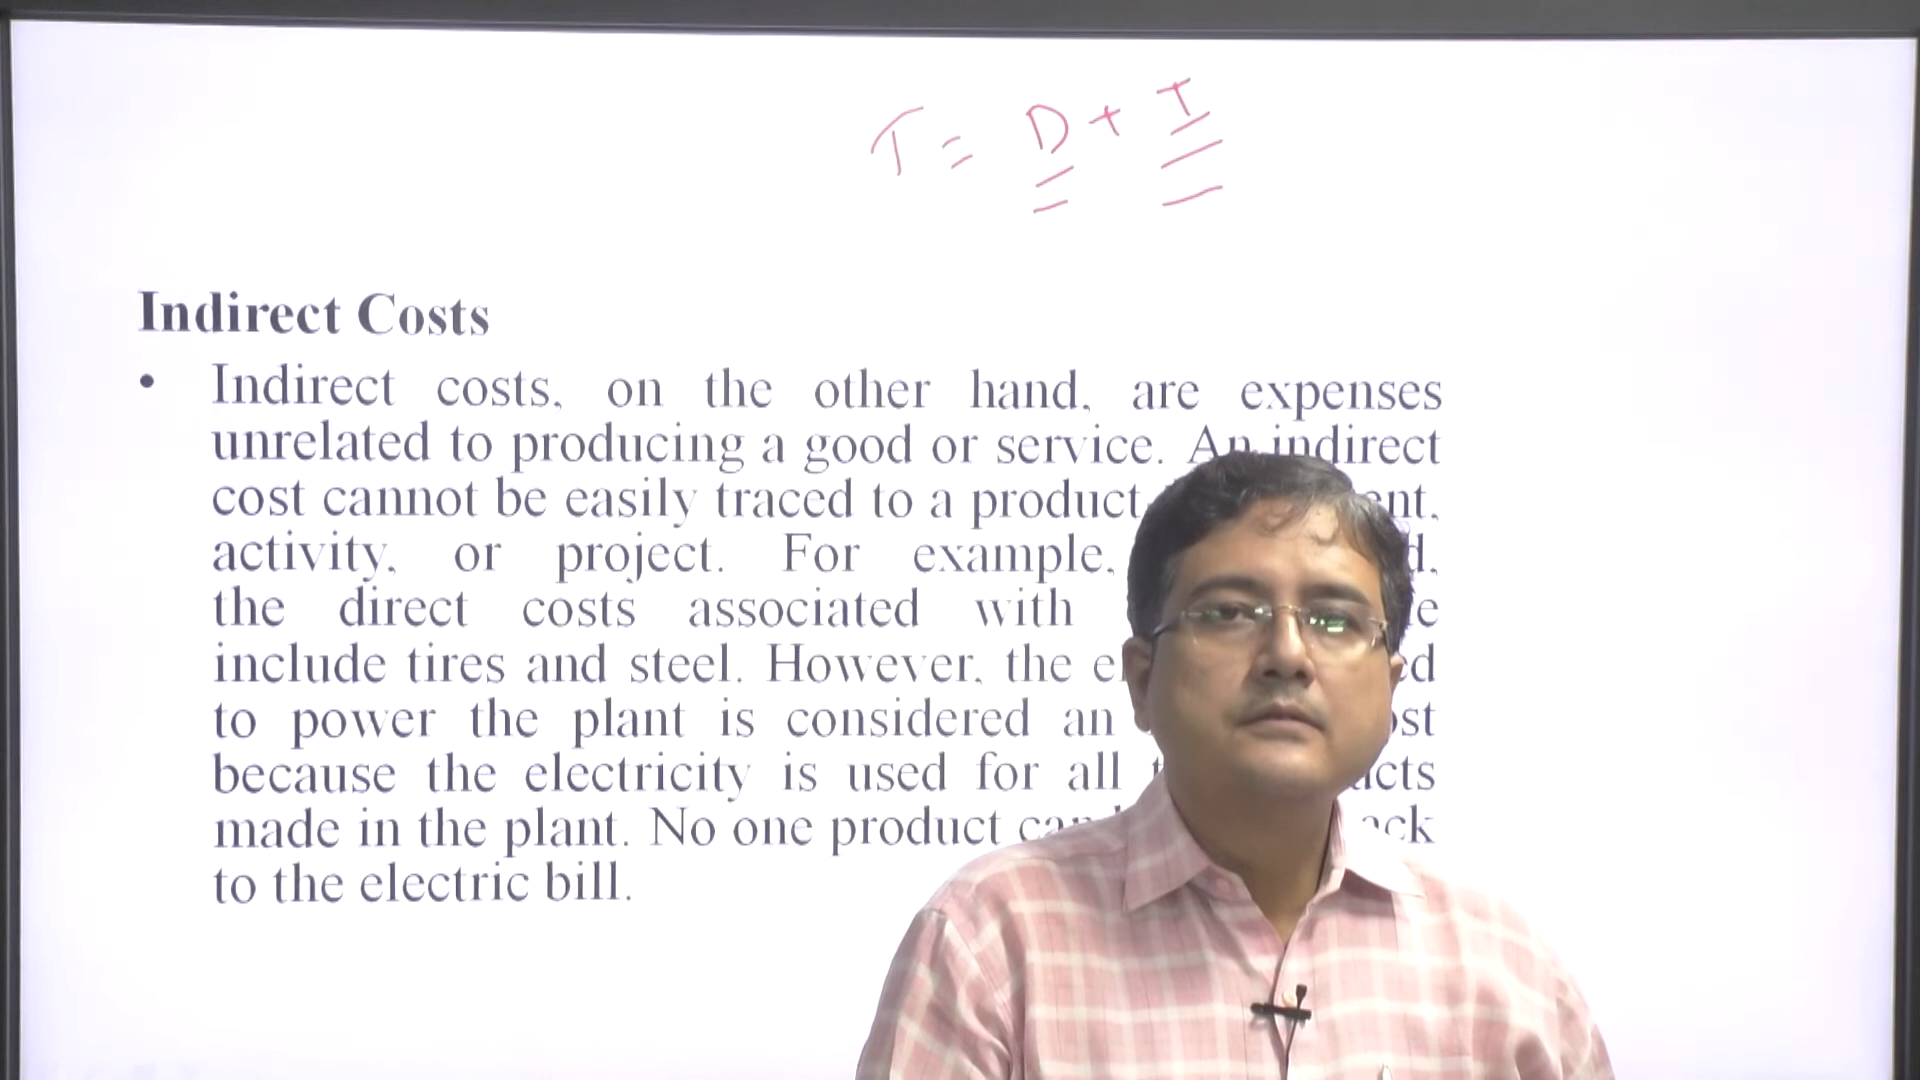 T = D + I
Indirect Costs
• Indirect costs, on the other hand, are expenses
unrelated to producing a good or service. An indirect
cost cannot be easily traced to a product,
activity, or project. For example,
the direct costs associated with
include tires and steel. However, the
to power the plant is considered an
because the electricity is used for all
made in the plant. No one product
to the electric bill.